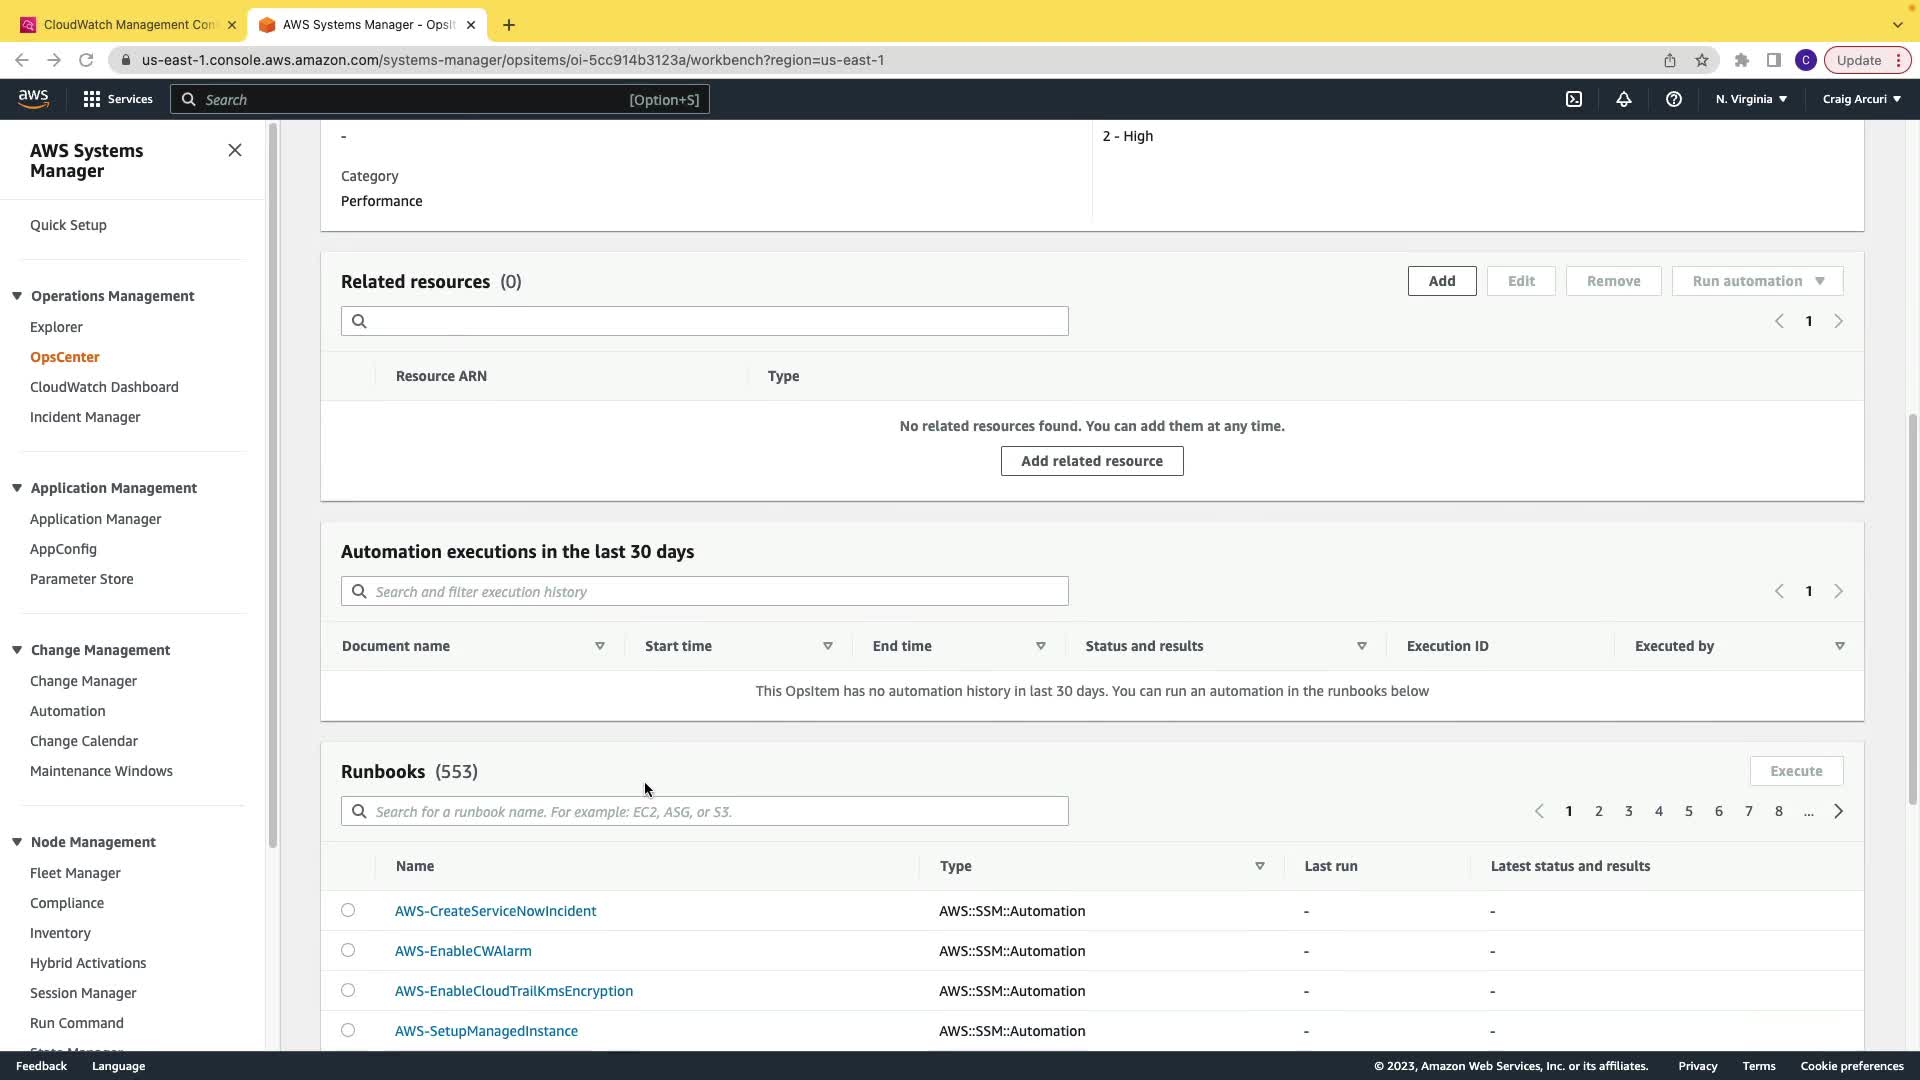 CloudWatch Management Con
AWS Systems Manager - OpsIt
us-east-1.console.aws.amazon.com/systems-manager/opsitems/oi-5cc914b3123a/workbench?region=us-east-1
C
Update
aws
Services
Search
[Option+S]
N. Virginia
Craig Arcuri
AWS Systems
Manager
Quick Setup
Operations Management
Explorer
OpsCenter
CloudWatch Dashboard
Incident Manager
Application Management
Application Manager
AppConfig
Parameter Store
Change Management
Change Manager
Automation
Change Calendar
Maintenance Windows
Node Management
Fleet Manager
Compliance
Inventory
Hybrid Activations
Session Manager
Run Command
-
2 - High
Category
Performance
Related resources (0)
Add
Edit
Remove
Run automation
1
Resource ARN
Type
No related resources found. You can add them at any time.
Add related resource
Automation executions in the last 30 days
Search and filter execution history
1
Document name
Start time
End time
Status and results
Execution ID
Executed by
This OpsItem has no automation history in last 30 days. You can run an automation in the runbooks below
Runbooks (553)
Execute
Search for a runbook name. For example: EC2, ASG, or S3.
1 2 3 4 5 6 7 8 ...
Name
Type
Last run
Latest status and results
AWS-CreateServiceNowIncident AWS::SSM::Automation - -
AWS-EnableCWAlarm AWS::SSM::Automation - -
AWS-EnableCloudTrailKmsEncryption AWS::SSM::Automation - -
AWS-SetupManagedInstance AWS::SSM::Automation - -
Feedback
Language
© 2023, Amazon Web Services, Inc. or its affiliates.
Privacy
Terms
Cookie preferences